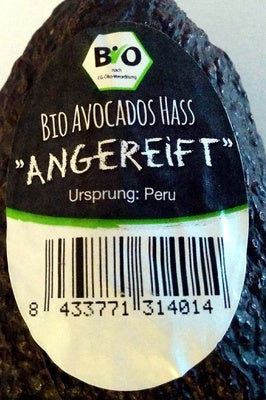 BiO
nach
EG-Öko-Verordnung
BIO AVOCADOS HASS
"ANGEREiFT"
Ursprung: Peru
8 433771 314014